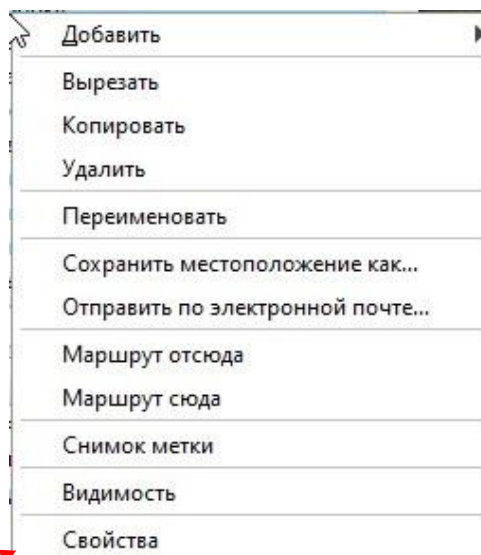 Добавить
Вырезать
Копировать
Удалить
Переименовать
Сохранить местоположение как...
Отправить по электронной почте...
Маршрут отсюда
Маршрут сюда
Снимок метки
Видимость
Свойства